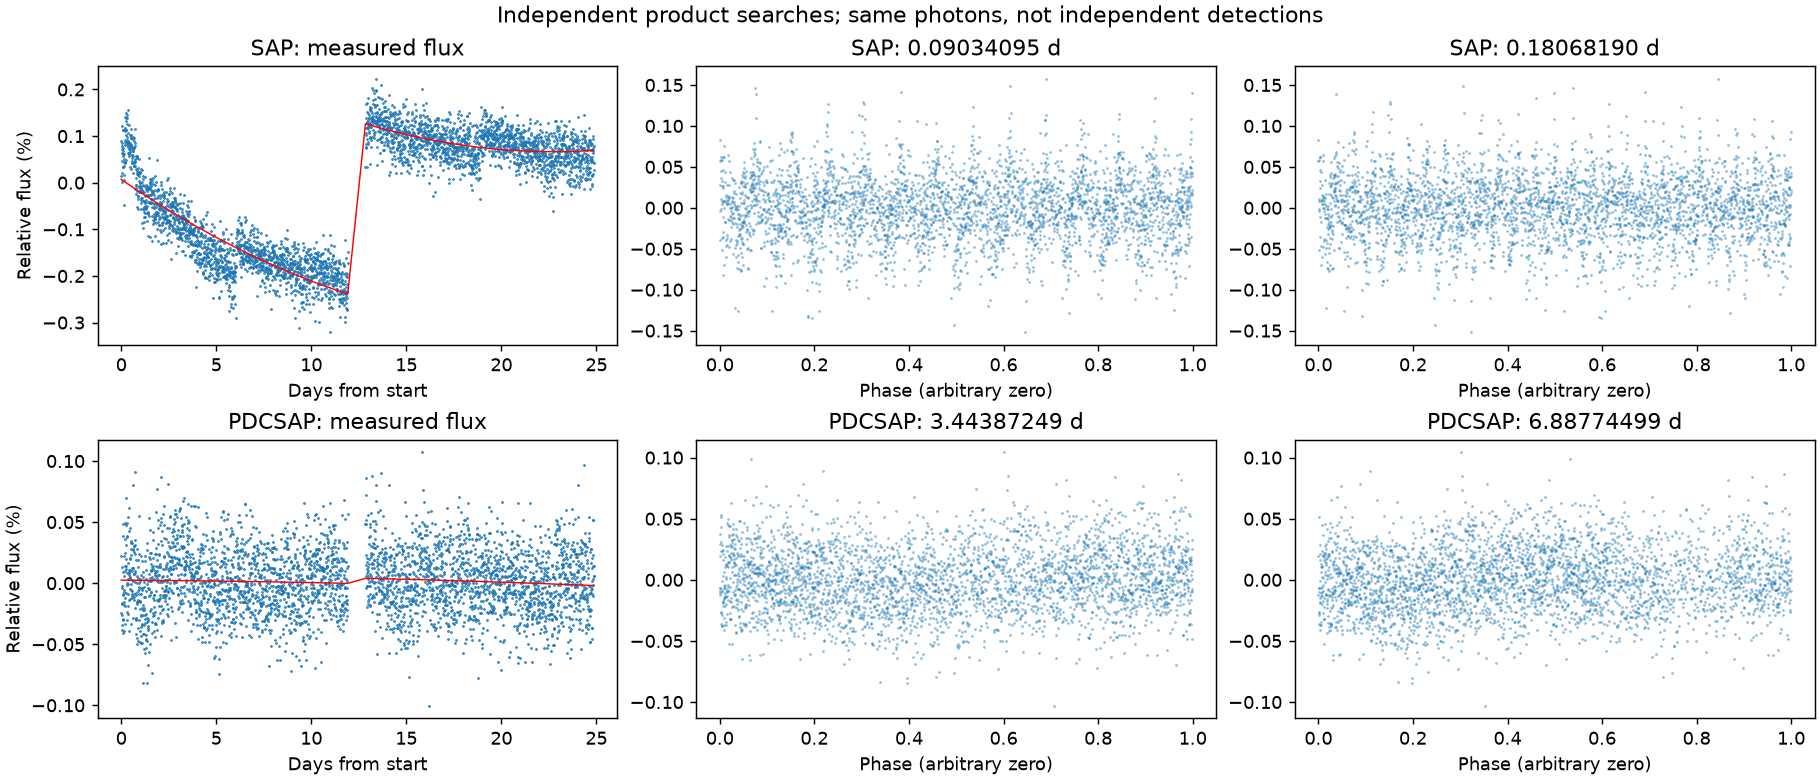 Independent product searches; same photons, not independent detections
SAP: measured flux
SAP: 0.09034095 d
SAP: 0.18068190 d
Relative flux (%)
0.2
0.1
0.0
−0.1
−0.2
−0.3
0.15
0.10
0.05
0.00
−0.05
−0.10
−0.15
0.15
0.10
0.05
0.00
−0.05
−0.10
−0.15
0 5 10 15 20 25
0.0 0.2 0.4 0.6 0.8 1.0
0.0 0.2 0.4 0.6 0.8 1.0
Days from start
Phase (arbitrary zero)
Phase (arbitrary zero)
PDCSAP: measured flux
PDCSAP: 3.44387249 d
PDCSAP: 6.88774499 d
Relative flux (%)
0.10
0.05
0.00
−0.05
−0.10
0.10
0.05
0.00
−0.05
−0.10
0.10
0.05
0.00
−0.05
−0.10
0 5 10 15 20 25
0.0 0.2 0.4 0.6 0.8 1.0
0.0 0.2 0.4 0.6 0.8 1.0
Days from start
Phase (arbitrary zero)
Phase (arbitrary zero)